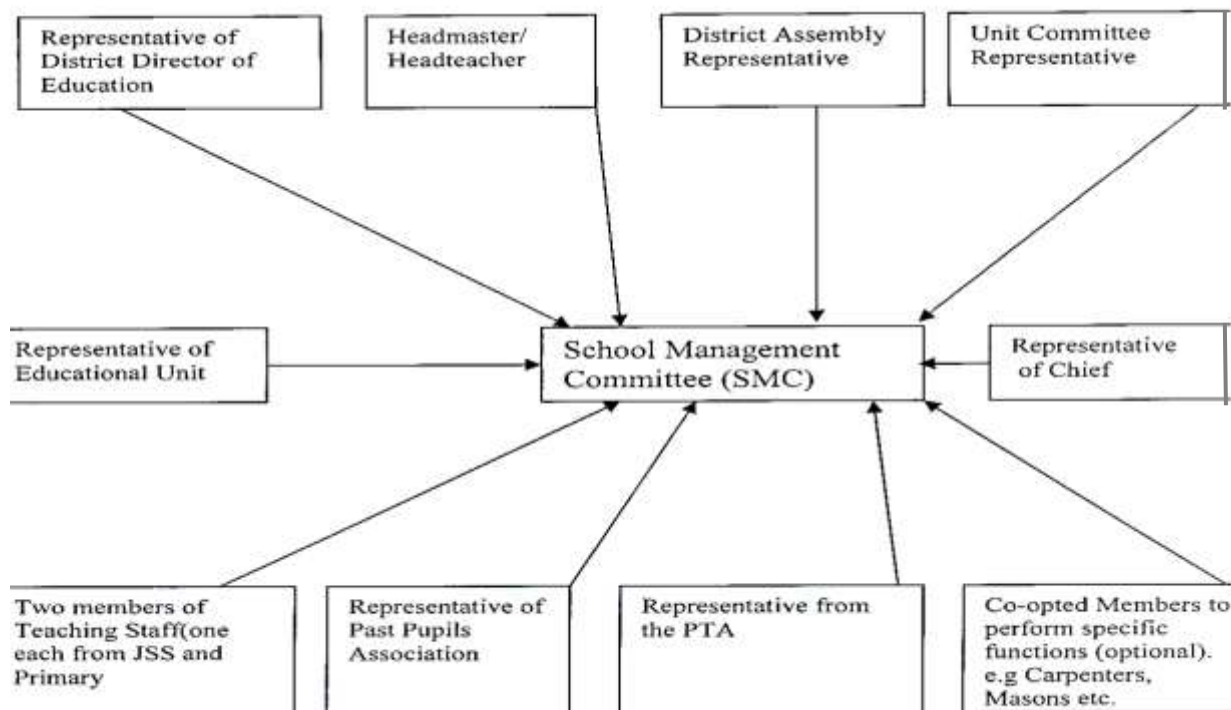 Representative of
District Director of
Education
Headmaster/
Headteacher
District Assembly
Representative
Unit Committee
Representative
Representative of
Educational Unit
School Management
Committee (SMC)
Representative
of Chief
Two members of
Teaching Staff(one
each from JSS and
Primary
Representative of
Past Pupils
Association
Representative from
the PTA
Co-opted Members to
perform specific
functions (optional).
e.g Carpenters,
Masons etc.